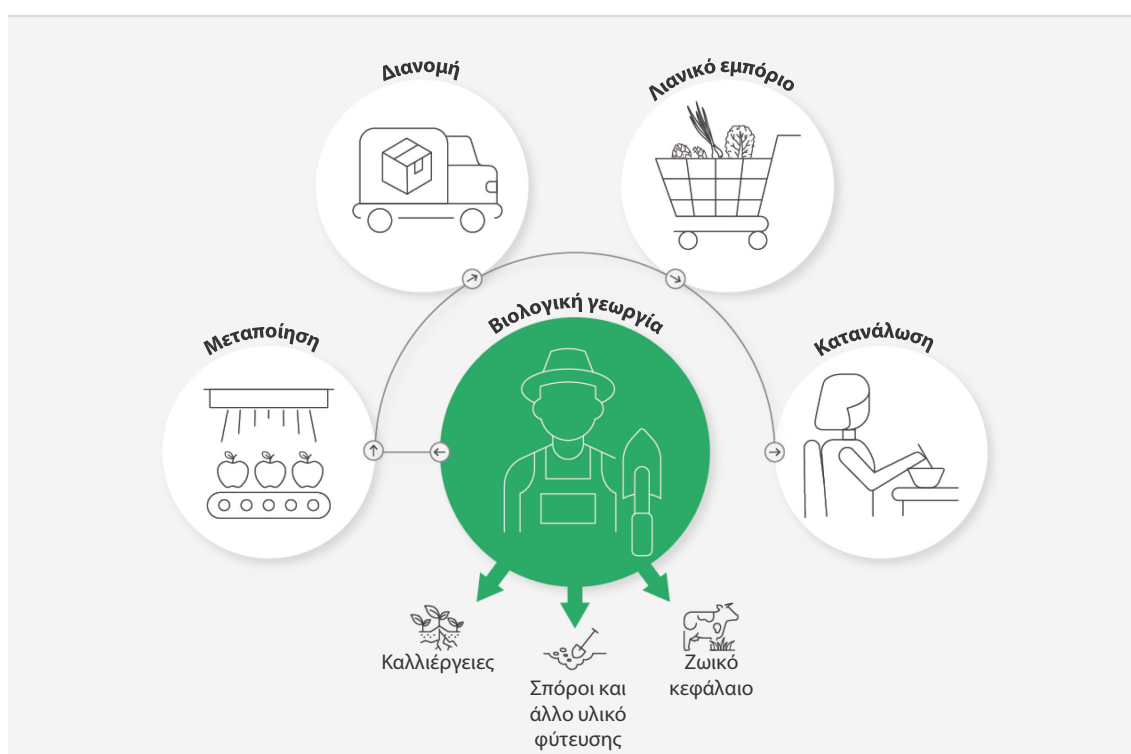 Διανομή
Λιανικό εμπόριο
Μεταποίηση
Βιολογική γεωργία
Κατανάλωση
Καλλιέργειες
Σπόροι και
άλλο υλικό
φύτευσης
Ζωικό
κεφάλαιο